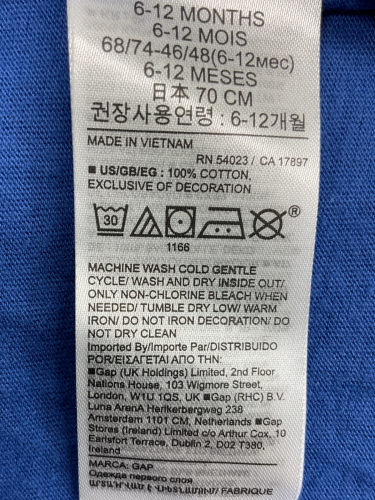 6-12 MONTHS
6-12 MOIS
68/74-46/48(6-12мес)
6-12 MESES
日本 70 CM
권장사용연령 : 6-12개월
MADE IN VIETNAM
RN 54023 / CA 17897
■ US/GB/EG : 100% COTTON,
EXCLUSIVE OF DECORATION
30
®
1166
MACHINE WASH COLD GENTLE
CYCLE/ WASH AND DRY INSIDE OUT/
ONLY NON-CHLORINE BLEACH WHEN
NEEDED/ TUMBLE DRY LOW/ WARM
IRON/ DO NOT IRON DECORATION/ DO
NOT DRY CLEAN
Imported By/Importe Par/DISTRIBUIDO
POR/ΕΙΣΑΓΕΤΑΙ ΑΠΟ ΤΗΝ:
■Gap (UK Holdings) Limited, 2nd Floor
Nations House, 103 Wigmore Street,
London, W1U 1QS, UK ■Gap (RHC) B.V.
Luna ArenA Herikerbergweg 238
Amsterdam 1101 CM, Netherlands ■Gap
Stores (Ireland) Limited c/o Arthur Cox, 10
Earlsfort Terrace, Dublin 2, D02 T380,
Ireland
MARCA: GAP
Одежда первого слоя
/ FABRIQUE